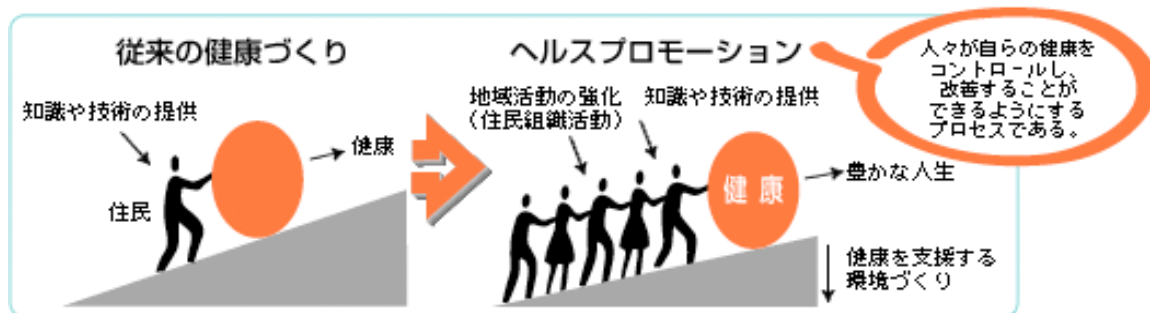 従来の健康づくり
知識や技術の提供
健康
住民
ヘルスプロモーション
地域活動の強化
（住民組織活動）
知識や技術の提供
健康
豊かな人生
健康を支援する
環境づくり
人々が自らの健康を
コントロールし、
改善することが
できるようにする
プロセスである。